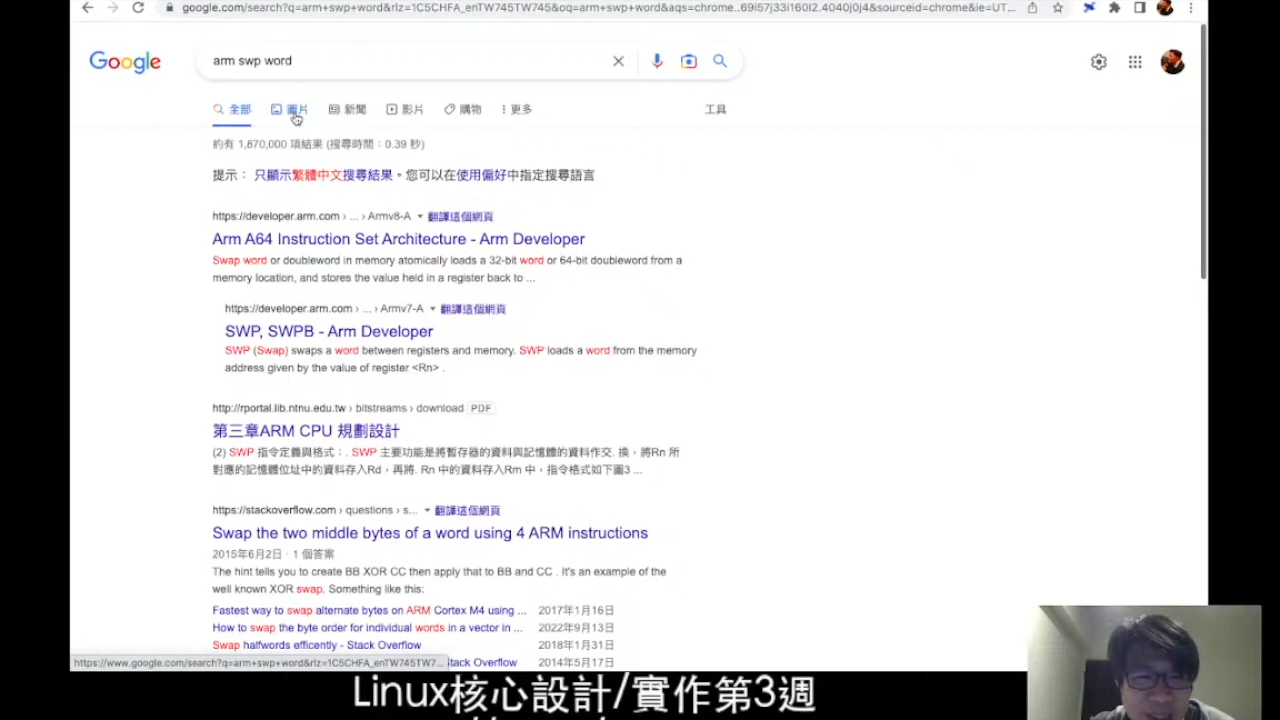 google.com/search?q=arm+swp+word&rlz=1C5CHFA_enTW745TW745&oq=arm+swp+word&aqs=chrome..69i57j33i160l2.4040j0j4&sourceid=chrome&ie=UT...
Google
arm swp word
全部 圖片 新聞 影片 購物 更多 工具
約有 1,870,000 項結果 (搜尋時間:0.39 秒)
提示: 只顯示繁體中文搜尋結果。您可以在使用偏好中指定搜尋語言
https://developer.arm.com › ... › Armv8-A 翻譯這個網頁
Arm A64 Instruction Set Architecture - Arm Developer
Swap word or doubleword in memory atomically loads a 32-bit word or 64-bit doubleword from a
memory location, and stores the value held in a register back to ...
https://developer.arm.com › ... › Armv7-A 翻譯這個網頁
SWP, SWPB - Arm Developer
SWP (Swap) swaps a word between registers and memory. SWP loads a word from the memory
address given by the value of register <Rn> .
http://rportal.lib.ntnu.edu.tw › bitstreams › download PDF
第三章ARM CPU 規劃設計
(2) SWP 指令定義與格式:. SWP 主要功能是將暫存器的資料與記憶體的資料作交. 換,將Rn 所
對應的記憶體位址中的資料存入Rd,再將. Rn 中的資料存入Rm 中,指令格式如下圖3 ...
https://stackoverflow.com › questions › s... 翻譯這個網頁
Swap the two middle bytes of a word using 4 ARM instructions
2015年6月2日 · 1 個答案
The hint tells you to create BB XOR CC then apply that to BB and CC . It's an example of the
well known XOR swap. Something like this:
Fastest way to swap alternate bytes on ARM Cortex M4 using ... 2017年1月16日
How to swap the byte order for individual words in a vector in ... 2022年9月13日
Swap halfwords efficently - Stack Overflow 2018年1月31日
Stack Overflow 2014年5月17日
https://www.google.com/search?q=arm+swp+word&rlz=1C5CHFA_enTW745TW7...
Linux核心設計/實作第3週